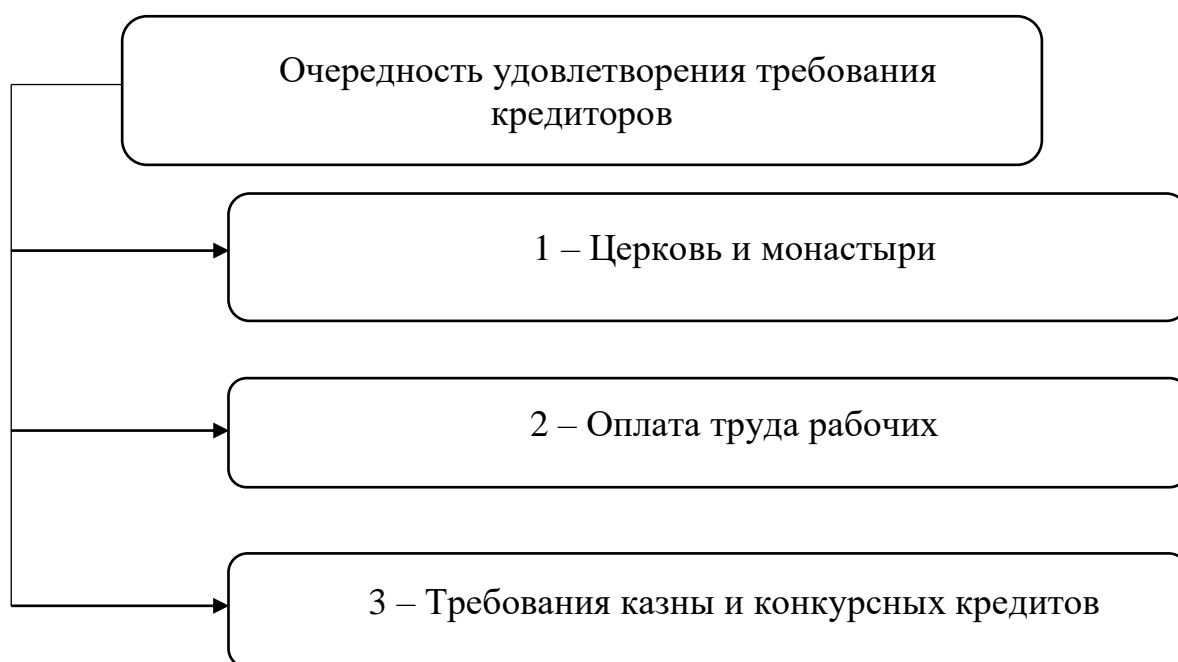 Очередность удовлетворения требования
кредиторов
1 – Церковь и монастыри
2 – Оплата труда рабочих
3 – Требования казны и конкурсных кредитов